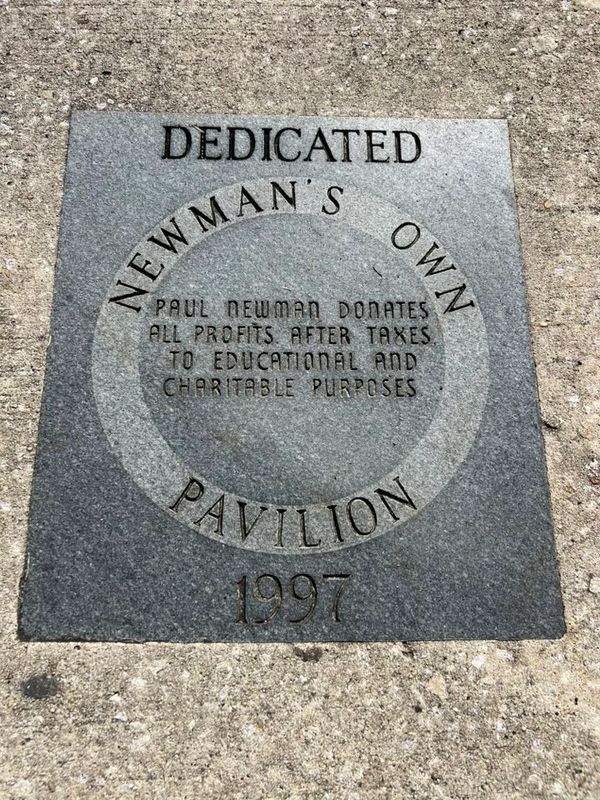 DEDICATED
NEWMAN'S OWN
PAUL NEWMAN DONATES
ALL PROFITS, AFTER TAXES,
TO EDUCATIONAL AND
CHARITABLE PURPOSES.
PAVILION
1997